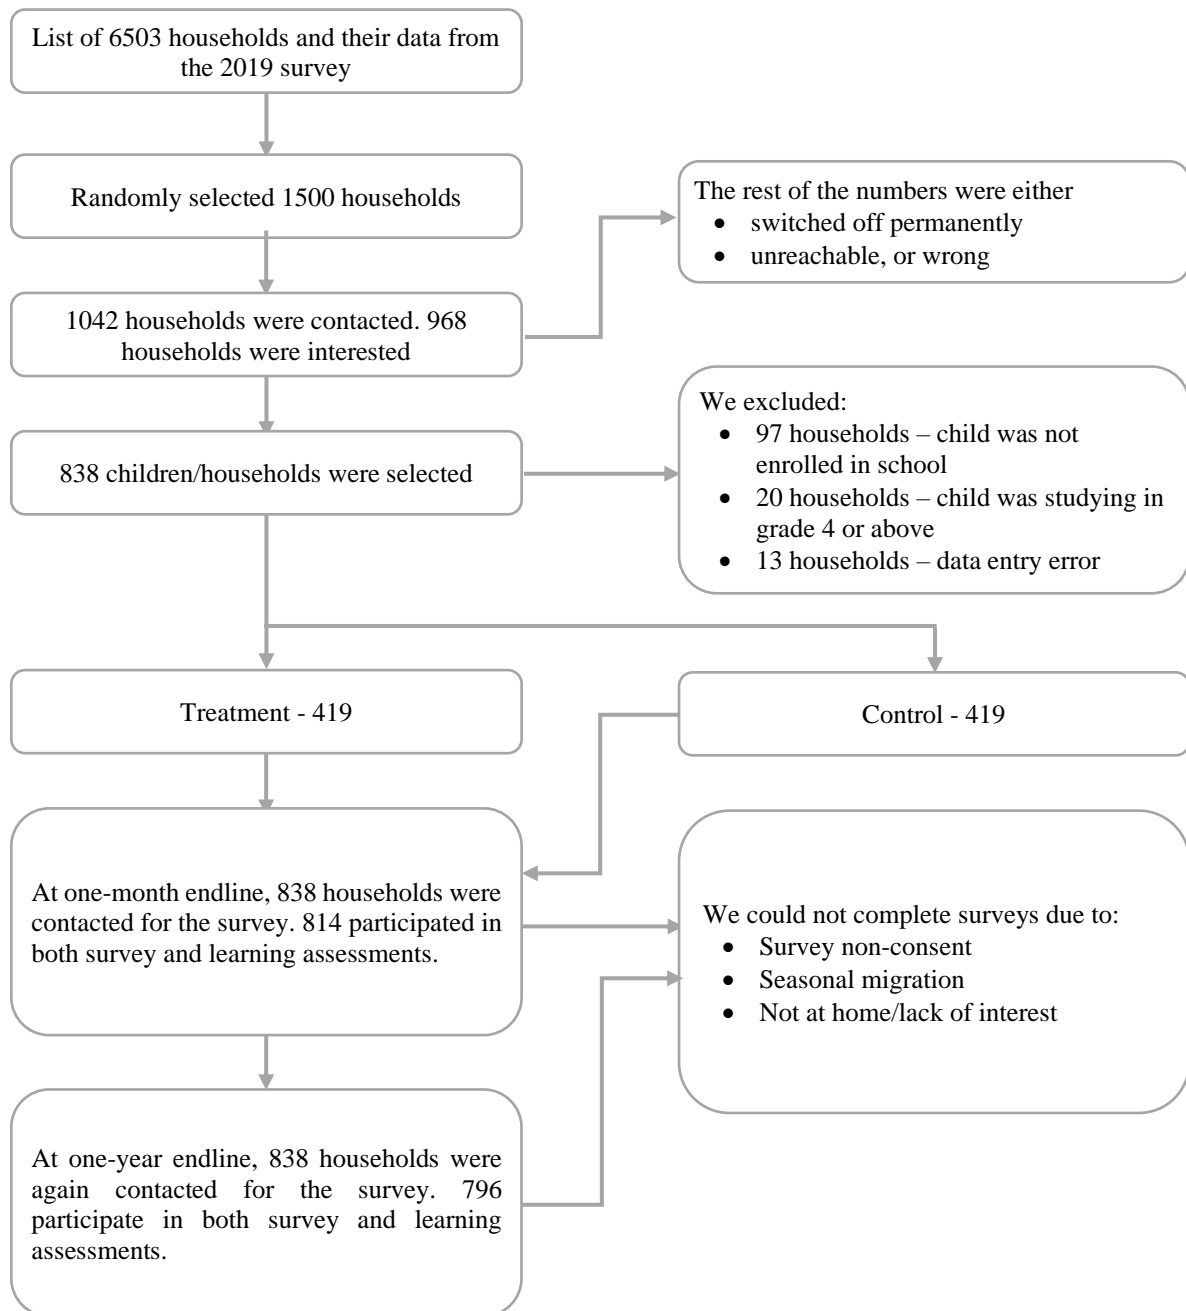 List of 6503 households and their data from
the 2019 survey
Randomly selected 1500 households
The rest of the numbers were either
• switched off permanently
• unreachable, or wrong
1042 households were contacted. 968
households were interested
We excluded:
• 97 households – child was not
enrolled in school
• 20 households – child was studying in
grade 4 or above
• 13 households – data entry error
838 children/households were selected
Treatment - 419
Control - 419
At one-month endline, 838 households were
contacted for the survey. 814 participated in
both survey and learning assessments.
We could not complete surveys due to:
• Survey non-consent
• Seasonal migration
• Not at home/lack of interest
At one-year endline, 838 households were
again contacted for the survey. 796
participate in both survey and learning
assessments.